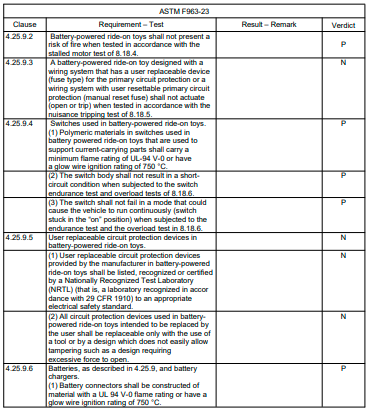 ASTM F963-23
Clause Requirement – Test Result – Remark Verdict
4.25.9.2 Battery-powered ride-on toys shall not present a P
risk of fire when tested in accordance with the
stalled motor test of 8.18.4.
4.25.9.3 A battery-powered ride-on toy designed with a N
wiring system that has a user replaceable device
(fuse type) for the primary circuit protection or a
wiring system with user resettable primary circuit
protection (manual reset fuse) shall not actuate
(open or trip) when tested in accordance with the
nuisance tripping test of 8.18.5.
4.25.9.4 Switches used in battery-powered ride-on toys. P
(1) Polymeric materials in switches used in
battery-powered ride-on toys that are used to
support current-carrying parts shall carry a
minimum flame rating of UL-94 V-0 or have
a glow wire ignition rating of 750 °C.
(2) The switch body shall not result in a short- P
circuit condition when subjected to the switch
endurance test and overload tests of 8.18.6.
(3) The switch shall not fail in a mode that could P
cause the vehicle to run continuously (switch
stuck in the "on" position) when subjected to the
endurance test and the overload test in 8.18.6.
4.25.9.5 User replaceable circuit protection devices in N
battery-powered ride-on toys.
(1) User replaceable circuit protection devices N
provided by the manufacturer in battery-powered
ride-on toys shall be listed, recognized or certified
by a Nationally Recognized Test Laboratory
(NRTL) (that is, a laboratory recognized in accor
dance with 29 CFR 1910) to an appropriate
electrical safety standard.
(2) All circuit protection devices used in battery- N
powered ride-on toys intended to be replaced by
the user shall be replaceable only with the use of
a tool or by a design which does not easily allow
tampering such as a design requiring
excessive force to open.
4.25.9.6 Batteries, as described in 4.25.9, and battery P
chargers.
(1) Battery connectors shall be constructed of
material with a UL 94 V-0 flame rating or have a
glow wire ignition rating of 750 °C.